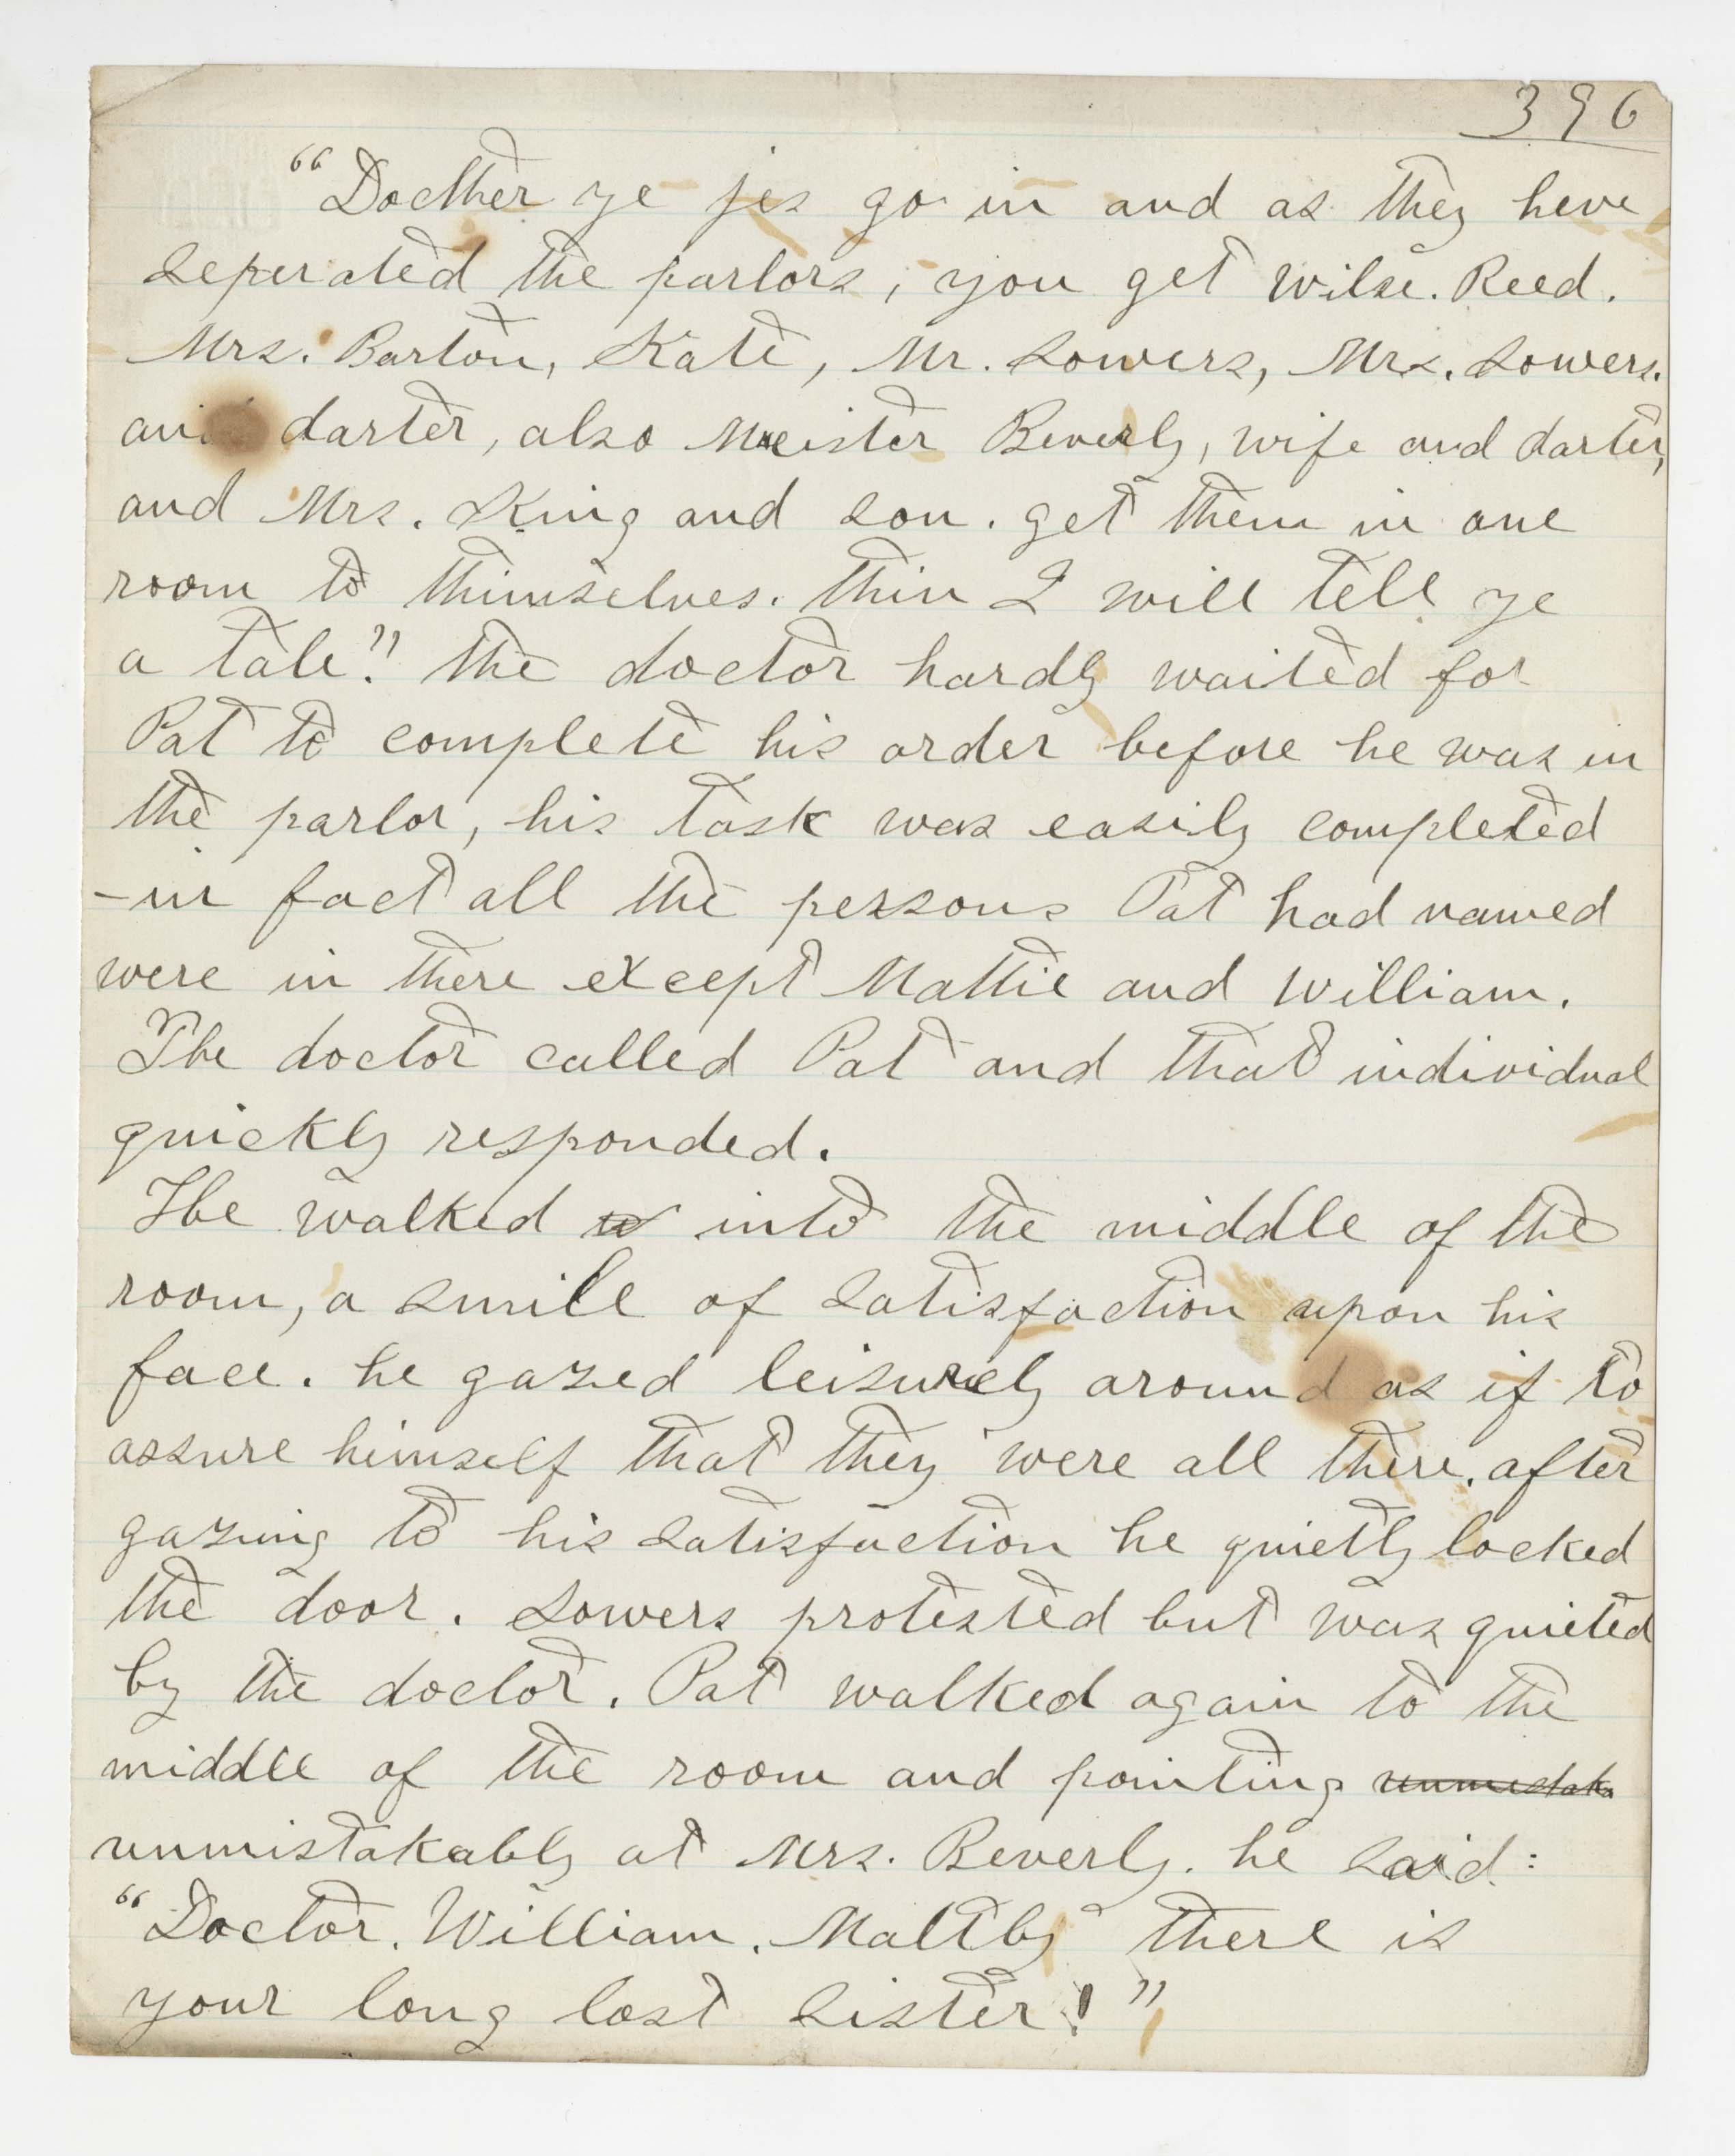 396
"Docther ye jes go in and as they heve
seperated the parlors, you get Wilse. Reed.
Mrs. Barton, Kate, Mr. Sowers, Mrs. Sowers.
and darter, also Meister Beverly, wife and darter,
and Mrs. King and son. get them in one
room to thimselves. thin I will tell ye
a tale." the doctor hardly waited for
Pat to complete his order before he was in
the parlor, his task was easily completed
-in fact all the persons Pat had named
were in there except Mattie and William.
The doctor called Pat and that individual
quickly responded.
He walked into the middle of the
room, a smile of satisfaction upon his
face. he gazed leisurely around as if to
assure himself that they were all there. after
gazing to his satisfaction he quietly locked
the door. Sowers protested but was quieted
by the doctor. Pat walked again to the
middle of the room and pointing unmistak
unmistakably at Mrs. Beverly. he said:
"Doctor. William. Maltby there is
your long lost sister!"